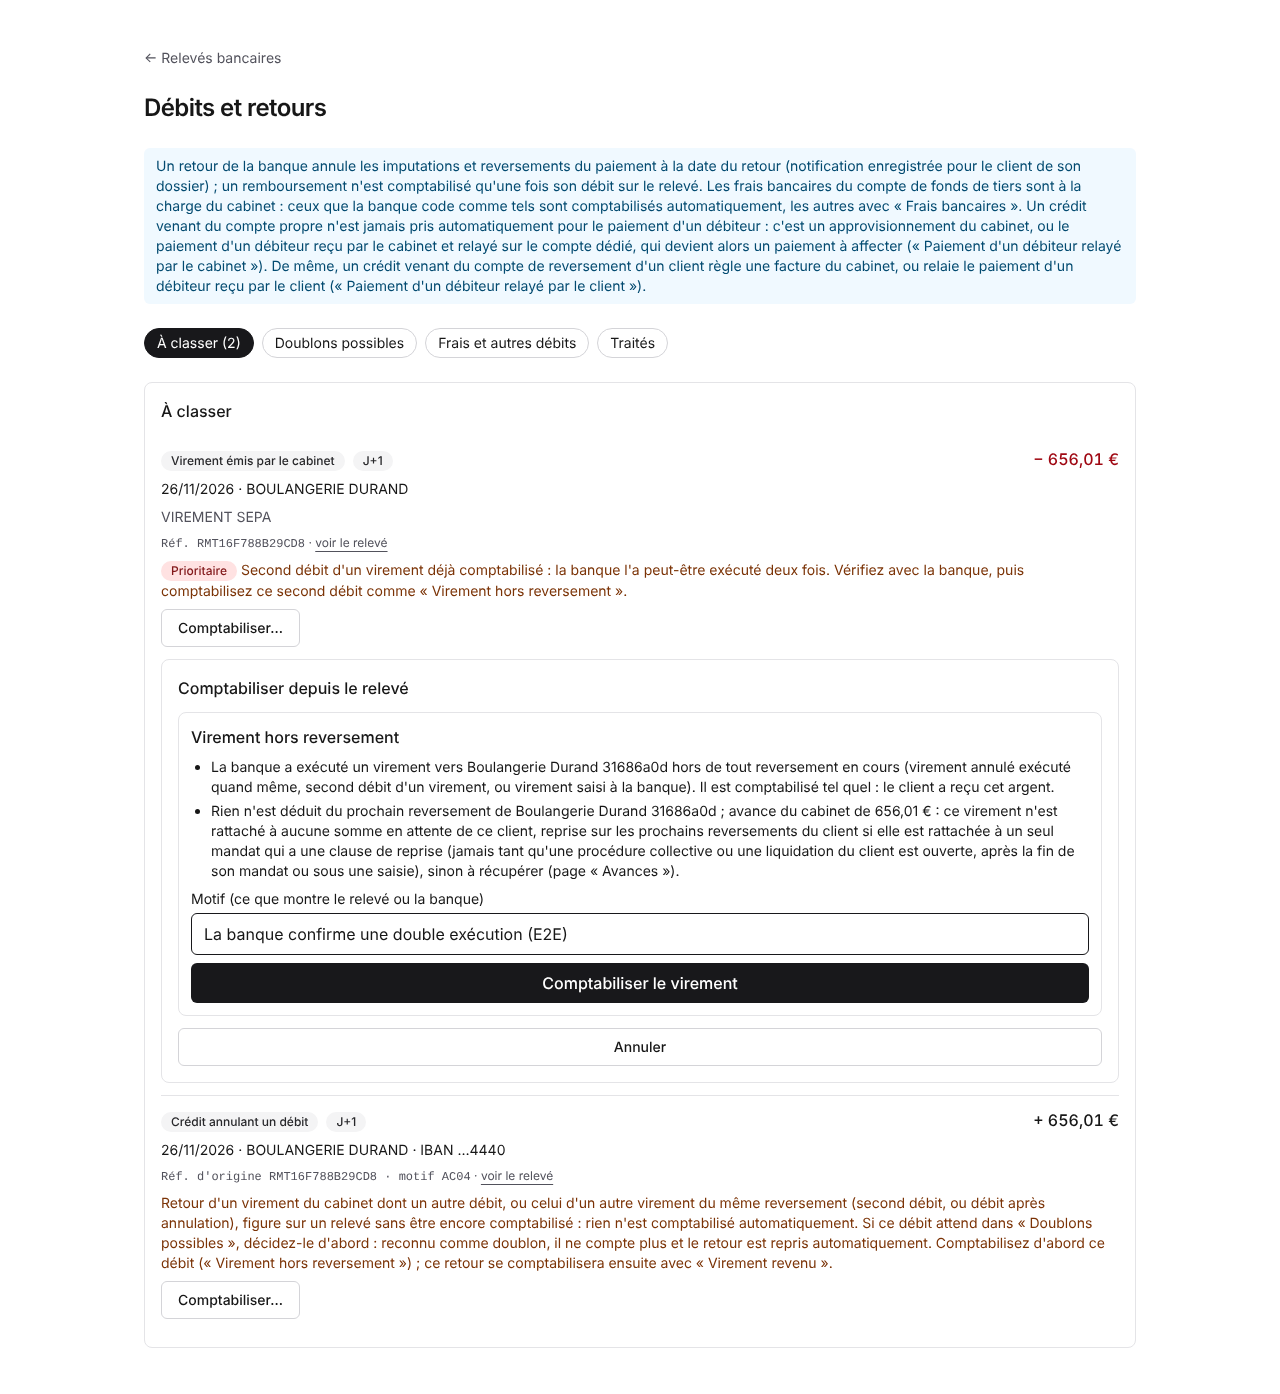 ← Relevés bancaires
Débits et retours
Un retour de la banque annule les imputations et reversements du paiement à la date du retour (notification enregistrée pour le client de son
dossier) ; un remboursement n'est comptabilisé qu'une fois son débit sur le relevé. Les frais bancaires du compte de fonds de tiers sont à la
charge du cabinet : ceux que la banque code comme tels sont comptabilisés automatiquement, les autres avec « Frais bancaires ». Un crédit
venant du compte propre n'est jamais pris automatiquement pour le paiement d'un débiteur : c'est un approvisionnement du cabinet, ou le
paiement d'un débiteur reçu par le cabinet et relayé sur le compte dédié, qui devient alors un paiement à affecter (« Paiement d'un débiteur relayé
par le cabinet »). De même, un crédit venant du compte de reversement d'un client règle une facture du cabinet, ou relaie le paiement d'un
débiteur reçu par le client (« Paiement d'un débiteur relayé par le client »).
À classer (2) Doublons possibles Frais et autres débits Traités
À classer
Virement émis par le cabinet J+1 − 656,01 €
26/11/2026 · BOULANGERIE DURAND
VIREMENT SEPA
Réf. RMT16F788B29CD8 · voir le relevé
Prioritaire Second débit d'un virement déjà comptabilisé : la banque l'a peut-être exécuté deux fois. Vérifiez avec la banque, puis
comptabilisez ce second débit comme « Virement hors reversement ».
Comptabiliser…
Comptabiliser depuis le relevé
Virement hors reversement
• La banque a exécuté un virement vers Boulangerie Durand 31686a0d hors de tout reversement en cours (virement annulé exécuté
quand même, second débit d'un virement, ou virement saisi à la banque). Il est comptabilisé tel quel : le client a reçu cet argent.
• Rien n'est déduit du prochain reversement de Boulangerie Durand 31686a0d ; avance du cabinet de 656,01 € : ce virement n'est
rattaché à aucune somme en attente de ce client, reprise sur les prochains reversements du client si elle est rattachée à un seul
mandat qui a une clause de reprise (jamais tant qu'une procédure collective ou une liquidation du client est ouverte, après la fin de
son mandat ou sous une saisie), sinon à récupérer (page « Avances »).
Motif (ce que montre le relevé ou la banque)
La banque confirme une double exécution (E2E)
Comptabiliser le virement
Annuler
Crédit annulant un débit J+1 + 656,01 €
26/11/2026 · BOULANGERIE DURAND · IBAN …4440
Réf. d'origine RMT16F788B29CD8 · motif AC04 · voir le relevé
Retour d'un virement du cabinet dont un autre débit, ou celui d'un autre virement du même reversement (second débit, ou débit après
annulation), figure sur un relevé sans être encore comptabilisé : rien n'est comptabilisé automatiquement. Si ce débit attend dans « Doublons
possibles », décidez-le d'abord : reconnu comme doublon, il ne compte plus et le retour est repris automatiquement. Comptabilisez d'abord ce
débit (« Virement hors reversement ») ; ce retour se comptabilisera ensuite avec « Virement revenu ».
Comptabiliser…